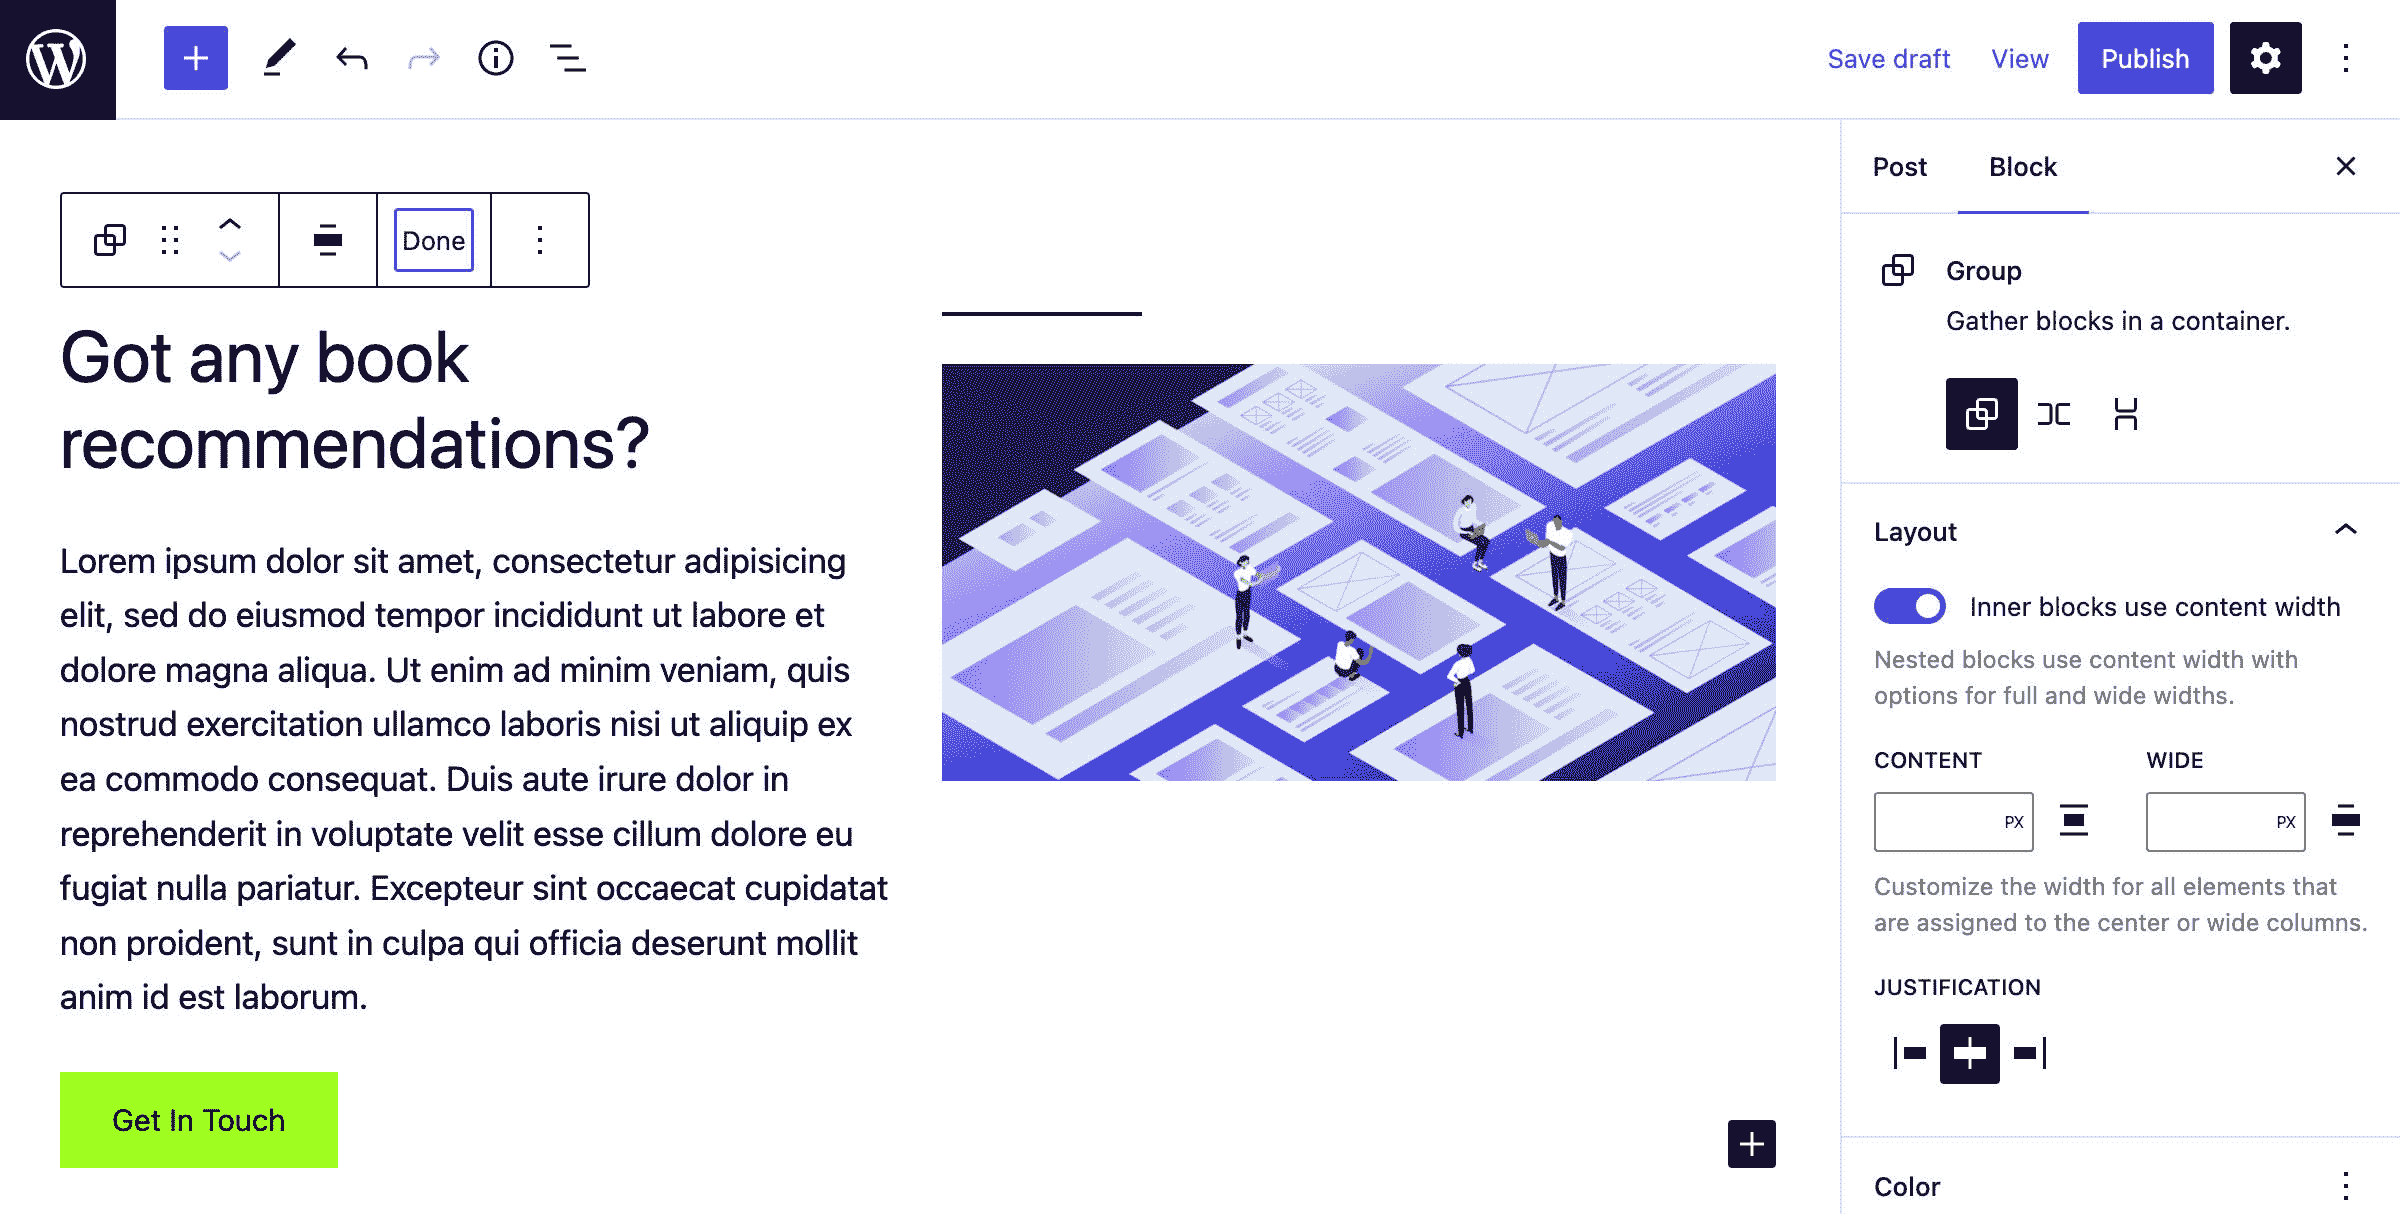 Save draft View Publish
Done
Got any book
recommendations?
Lorem ipsum dolor sit amet, consectetur adipisicing
elit, sed do eiusmod tempor incididunt ut labore et
dolore magna aliqua. Ut enim ad minim veniam, quis
nostrud exercitation ullamco laboris nisi ut aliquip ex
ea commodo consequat. Duis aute irure dolor in
reprehenderit in voluptate velit esse cillum dolore eu
fugiat nulla pariatur. Excepteur sint occaecat cupidatat
non proident, sunt in culpa qui officia deserunt mollit
anim id est laborum.
Get In Touch
Post Block
Group
Gather blocks in a container.
Layout
Inner blocks use content width
Nested blocks use content width with
options for full and wide widths.
CONTENT WIDE
PX PX
Customize the width for all elements that
are assigned to the center or wide columns.
JUSTIFICATION
Color